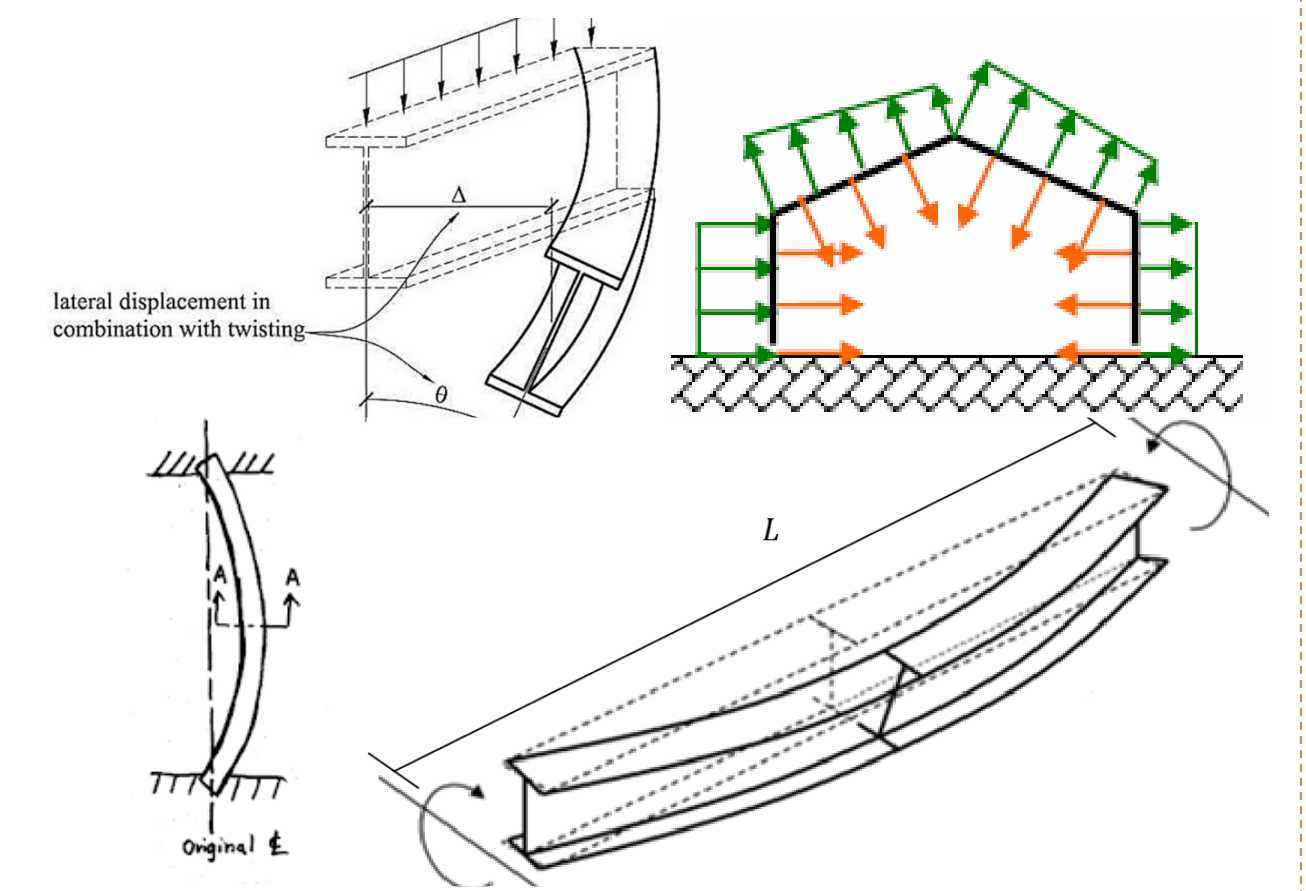 Δ
lateral displacement in
combination with twisting
θ
L
A A
Original ℄